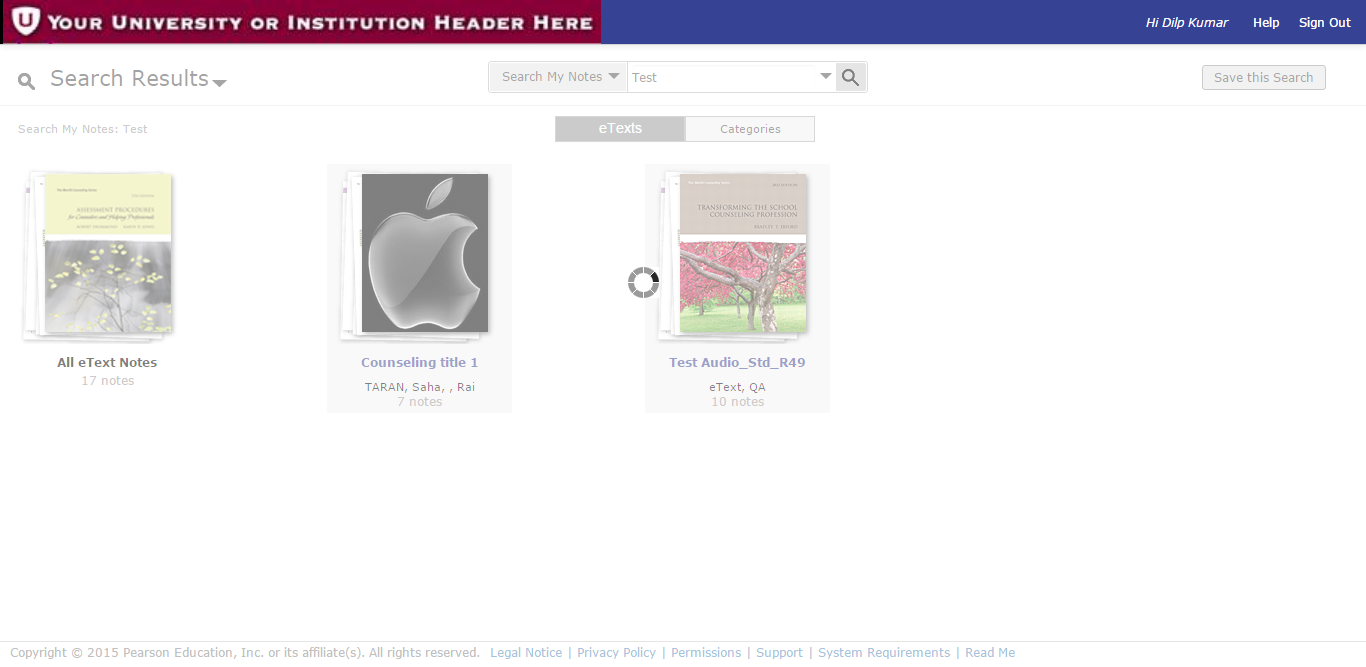 YOUR UNIVERSITY OR INSTITUTION HEADER HERE
Hi Dilp Kumar Help Sign Out
Search Results
Search My Notes
Test
Save this Search
Search My Notes: Test
eTexts
Categories
ASSESSMENT PROCEDURES
for Counselors and Helping Professionals
All eText Notes
17 notes
Counseling title 1
TARAN, Saha, , Rai
7 notes
TRANSFORMING THE SCHOOL
COUNSELING PROFESSION
Test Audio_Std_R49
eText, QA
10 notes
Copyright © 2015 Pearson Education, Inc. or its affiliate(s). All rights reserved. Legal Notice | Privacy Policy | Permissions | Support | System Requirements | Read Me